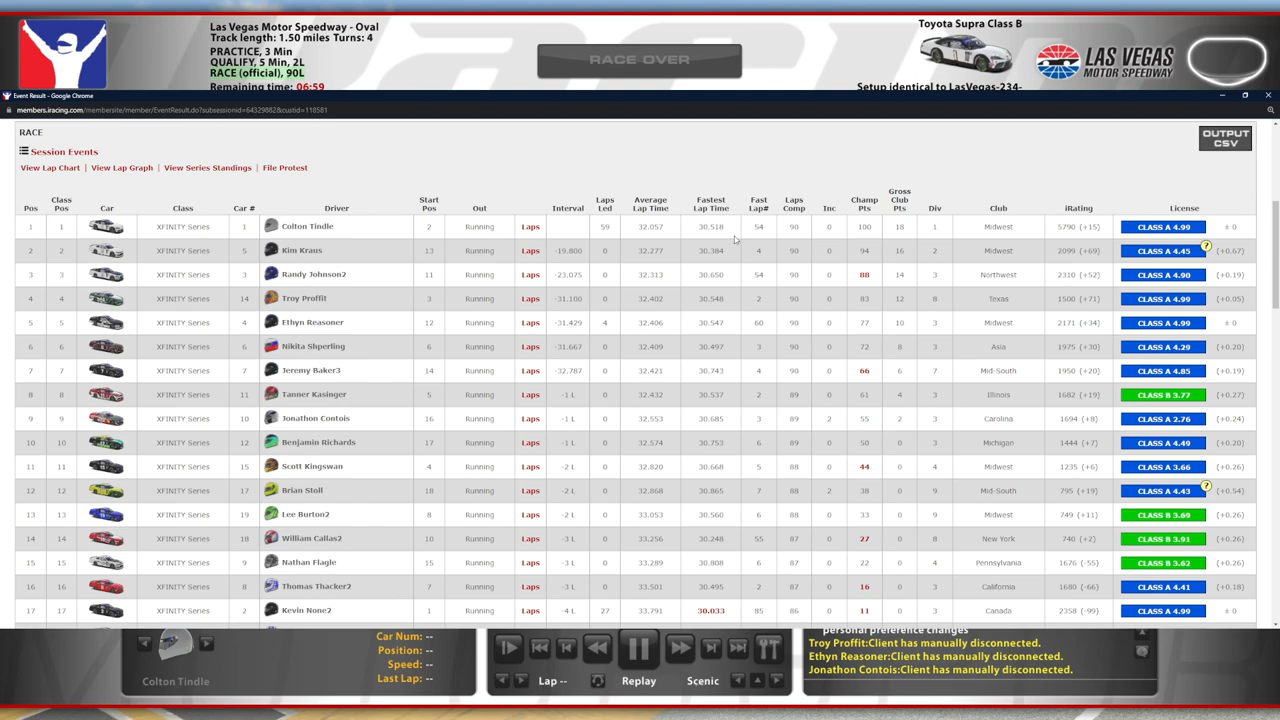 Las Vegas Motor Speedway - Oval
Track length: 1.50 miles Turns: 4
PRACTICE, 3 Min
QUALIFY, 5 Min, 2L
RACE (official), 90L
Remaining time: 06:59
RACE OVER
Toyota Supra Class B
LAS VEGAS
MOTOR SPEEDWAY
Setup identical to LasVegas-234-
Event Result - Google Chrome
members.iracing.com/membersite/member/EventResult.do?subsessionid=64329882&custid=118581
RACE
OUTPUT
CSV
Session Events
View Lap Chart | View Lap Graph | View Series Standings | File Protest
Pos Class Pos Car Class Car # Driver Start Pos Out Interval Laps Led Average Lap Time Fastest Lap Time Fast Lap# Laps Comp Inc Champ Pts Gross Club Pts Div Club iRating License
1 1 XFINITY Series 1 Colton Tindle 2 Running Laps 59 32.057 30.518 54 90 0 100 18 1 Midwest 5790 (+15) CLASS A 4.99 ± 0
2 2 XFINITY Series 5 Kim Kraus 13 Running Laps -19.800 0 32.277 30.384 4 90 0 94 16 2 Midwest 2099 (+69) CLASS A 4.45 ? (+0.67)
3 3 XFINITY Series 3 Randy Johnson2 11 Running Laps -23.075 0 32.313 30.650 54 90 0 88 14 3 Northwest 2310 (+52) CLASS A 4.90 (+0.19)
4 4 XFINITY Series 14 Troy Proffit 3 Running Laps -31.100 0 32.402 30.548 2 90 0 83 12 8 Texas 1500 (+71) CLASS A 4.99 (+0.05)
5 5 XFINITY Series 4 Ethyn Reasoner 12 Running Laps -31.429 4 32.406 30.547 60 90 0 77 10 3 Midwest 2171 (+34) CLASS A 4.99 ± 0
6 6 XFINITY Series 6 Nikita Shperling 6 Running Laps -31.667 0 32.409 30.497 3 90 0 72 8 3 Asia 1975 (+30) CLASS A 4.29 (+0.20)
7 7 XFINITY Series 7 Jeremy Baker3 14 Running Laps -32.787 0 32.421 30.743 4 90 0 66 6 7 Mid-South 1950 (+20) CLASS A 4.85 (+0.19)
8 8 XFINITY Series 11 Tanner Kasinger 5 Running Laps -1 L 0 32.432 30.537 2 89 0 61 4 3 Illinois 1682 (+19) CLASS B 3.77 (+0.27)
9 9 XFINITY Series 10 Jonathon Contois 16 Running Laps -1 L 0 32.553 30.685 3 89 2 55 2 3 Carolina 1694 (+8) CLASS A 2.76 (+0.24)
10 10 XFINITY Series 12 Benjamin Richards 17 Running Laps -1 L 0 32.574 30.753 6 89 0 50 0 3 Michigan 1444 (+7) CLASS A 4.49 (+0.20)
11 11 XFINITY Series 15 Scott Kingswan 4 Running Laps -2 L 0 32.820 30.668 5 88 0 44 0 4 Midwest 1235 (+6) CLASS A 3.66 (+0.26)
12 12 XFINITY Series 17 Brian Stoll 18 Running Laps -2 L 0 32.868 30.865 7 88 2 38 0 9 Mid-South 795 (+19) CLASS A 4.43 ? (+0.54)
13 13 XFINITY Series 19 Lee Burton2 8 Running Laps -2 L 0 33.053 30.560 6 88 0 33 0 9 Midwest 749 (+11) CLASS B 3.69 (+0.26)
14 14 XFINITY Series 18 William Callas2 10 Running Laps -3 L 0 33.256 30.248 55 87 0 27 0 8 New York 740 (+2) CLASS B 3.91 (+0.26)
15 15 XFINITY Series 9 Nathan Flagle 15 Running Laps -3 L 0 33.289 30.808 6 87 0 22 0 4 Pennsylvania 1676 (-55) CLASS B 3.62 (+0.26)
16 16 XFINITY Series 8 Thomas Thacker2 7 Running Laps -3 L 0 33.501 30.495 2 87 0 16 0 3 California 1680 (-66) CLASS A 4.41 (+0.18)
17 17 XFINITY Series 2 Kevin None2 1 Running Laps -4 L 27 33.791 30.033 85 86 0 11 0 3 Canada 2358 (-99) CLASS A 4.99 ± 0
Colton Tindle
Car Num: --
Position: --
Speed: --
Last Lap: --
Lap --
Replay
Scenic
personal preference changes
Troy Proffit:Client has manually disconnected.
Ethyn Reasoner:Client has manually disconnected.
Jonathon Contois:Client has manually disconnected.